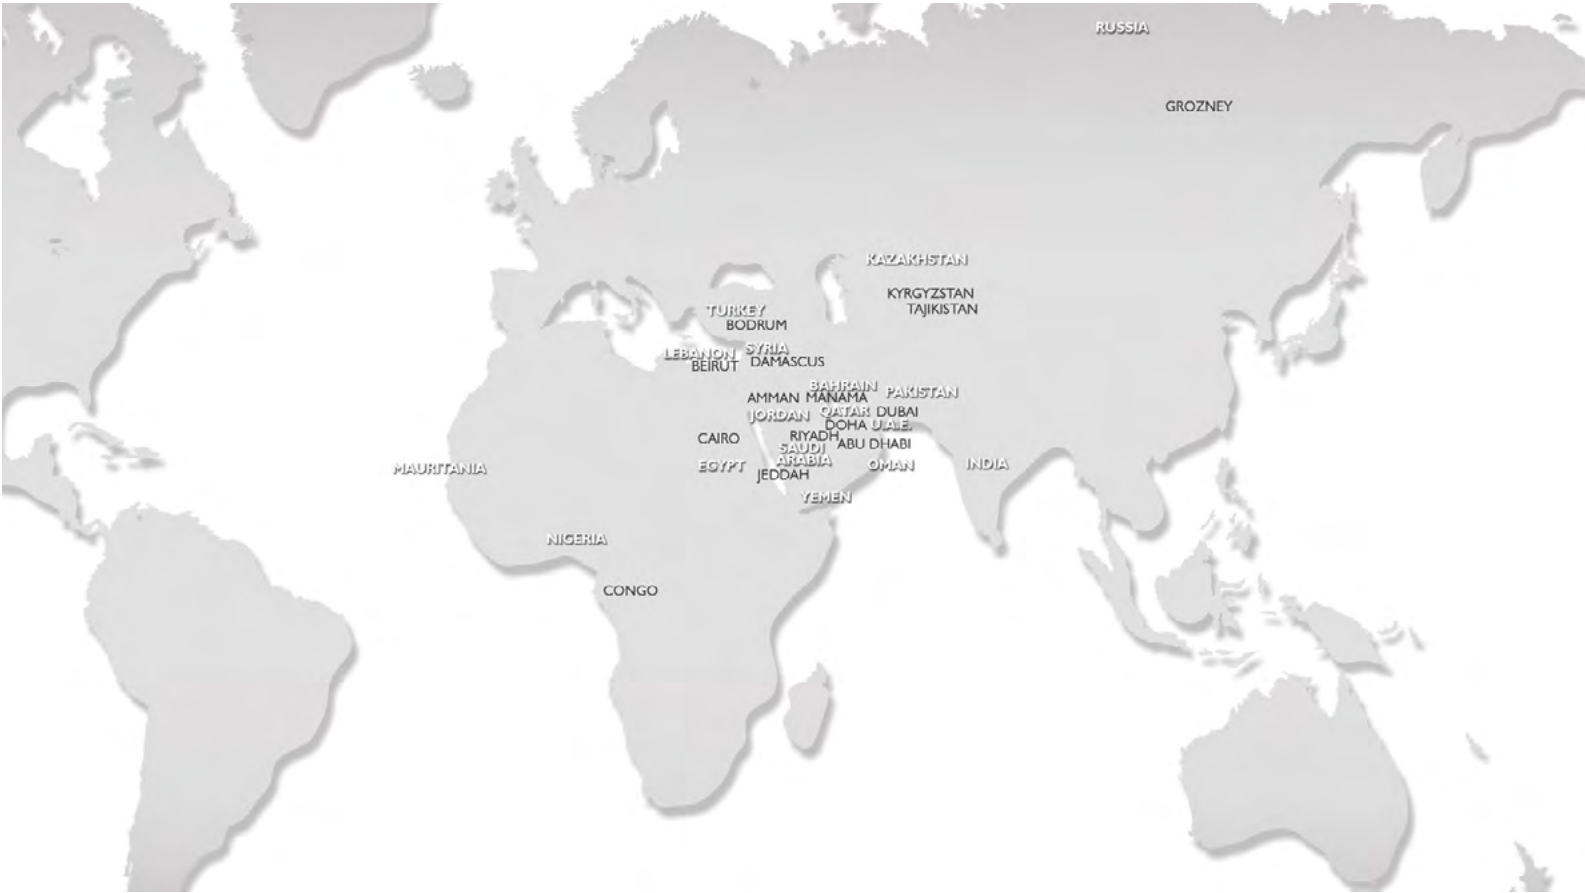 RUSSIA
GROZNEY
KAZAKHSTAN
KYRGYZSTAN
TAJIKISTAN
TURKEY
BODRUM
LEBANON
BEIRUT
SYRIA
DAMASCUS
BAHRAIN
MANAMA
PAKISTAN
AMMAN
JORDAN
QATAR
DOHA
DUBAI
U.A.E.
ABU DHABI
CAIRO
EGYPT
RIYADH
SAUDI
ARABIA
JEDDAH
OMAN
YEMEN
INDIA
MAURITANIA
NIGERIA
CONGO